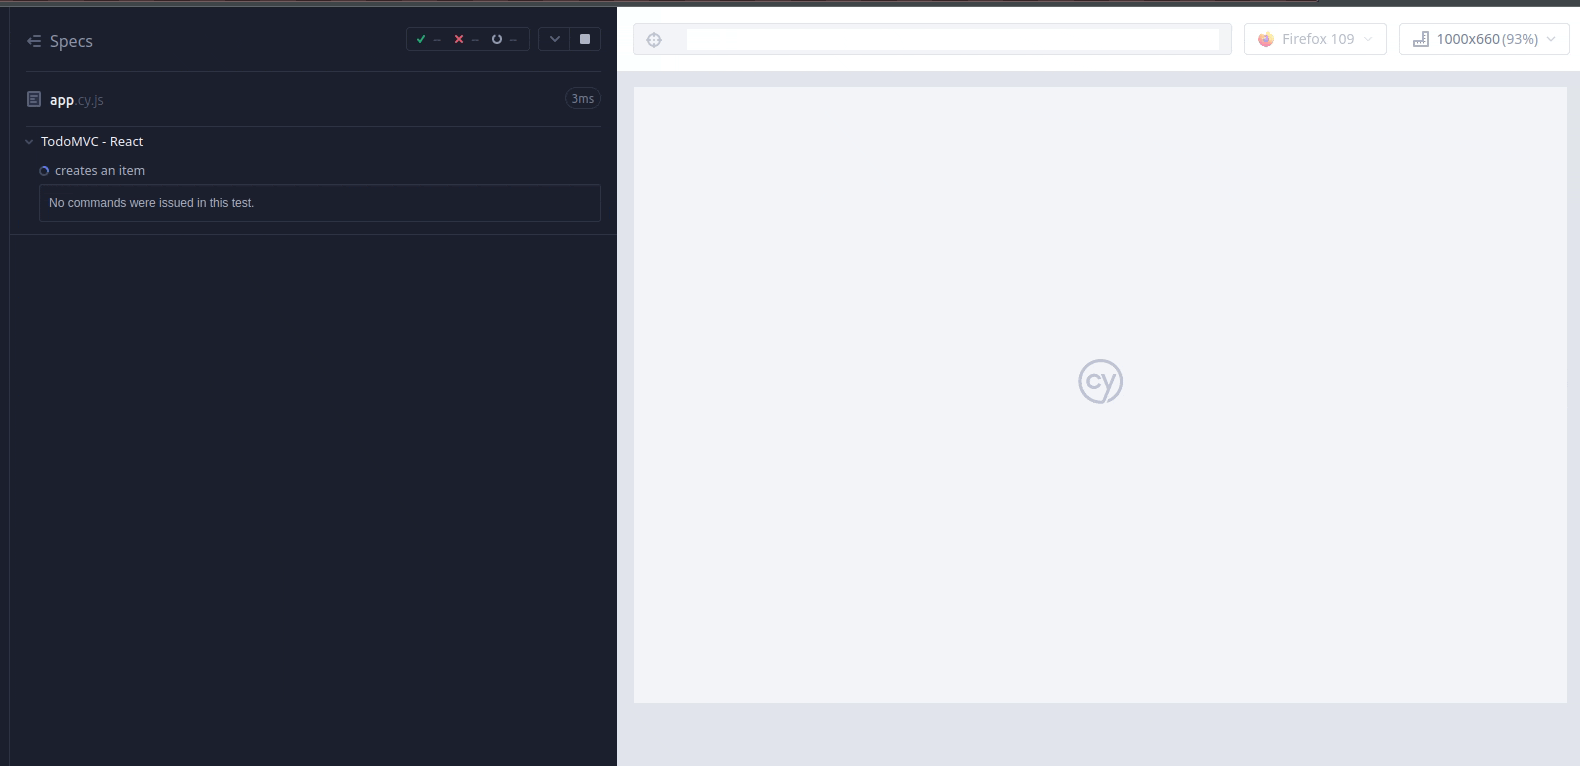 Specs
-- -- --
app.cy.js
3ms
TodoMVC - React
creates an item
No commands were issued in this test.
Firefox 109
1000x660 (93%)
cy